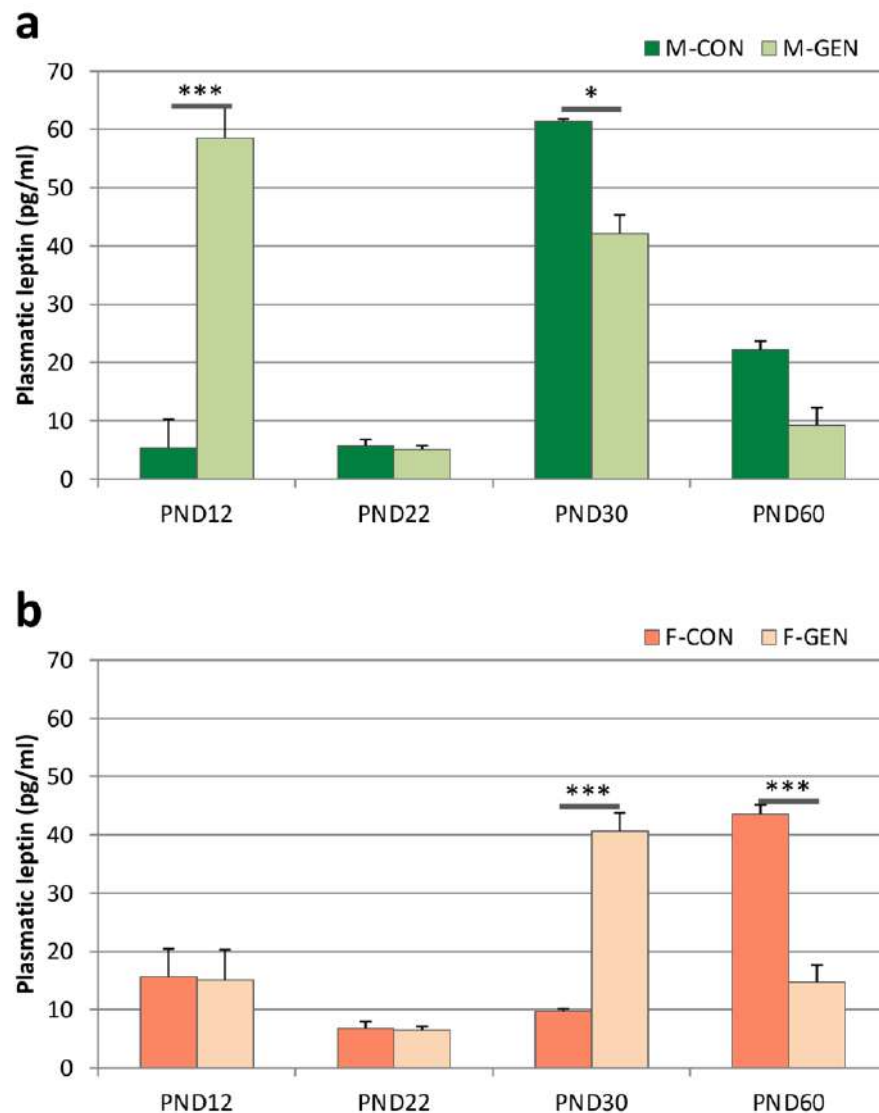 a
M-CON M-GEN
Plasmatic leptin (pg/ml)
70
60
50
40
30
20
10
0
***
*
PND12 PND22 PND30 PND60
b
F-CON F-GEN
Plasmatic leptin (pg/ml)
70
60
50
40
30
20
10
0
***
***
PND12 PND22 PND30 PND60